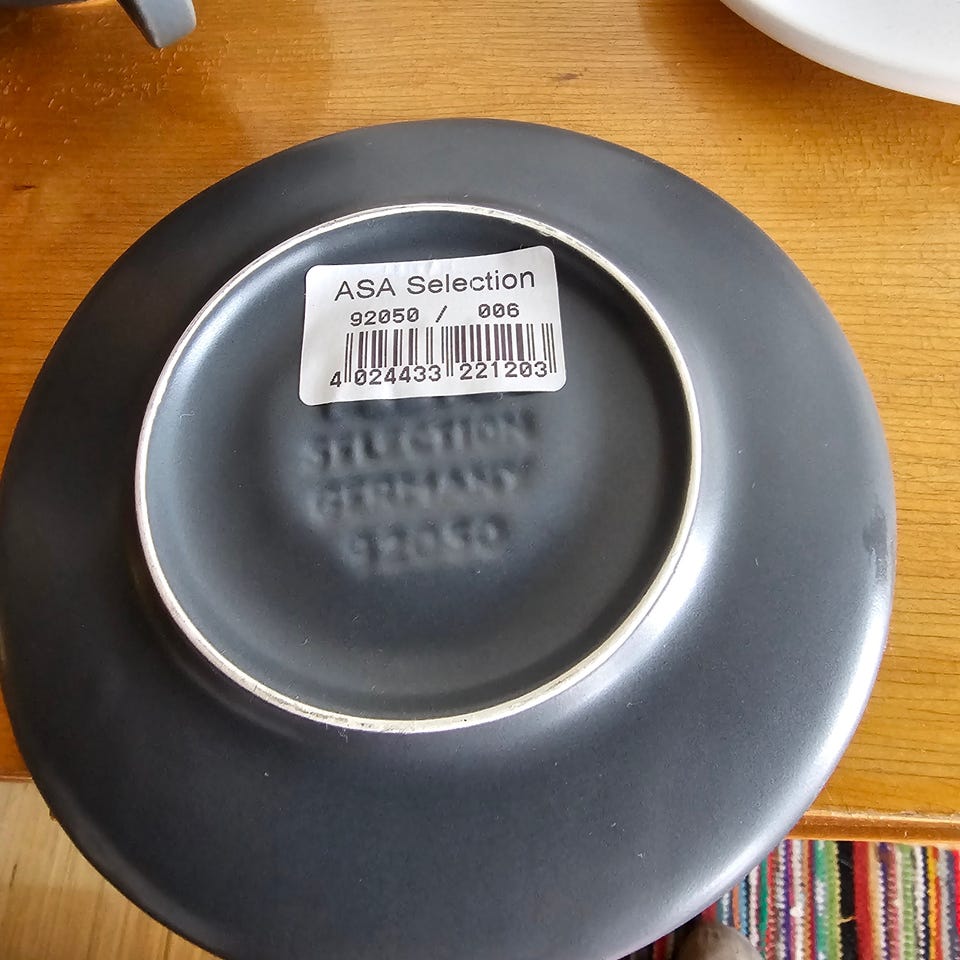 ASA Selection
92050 / 006
4 024433 221203
SELECTION
GERMANY
92050